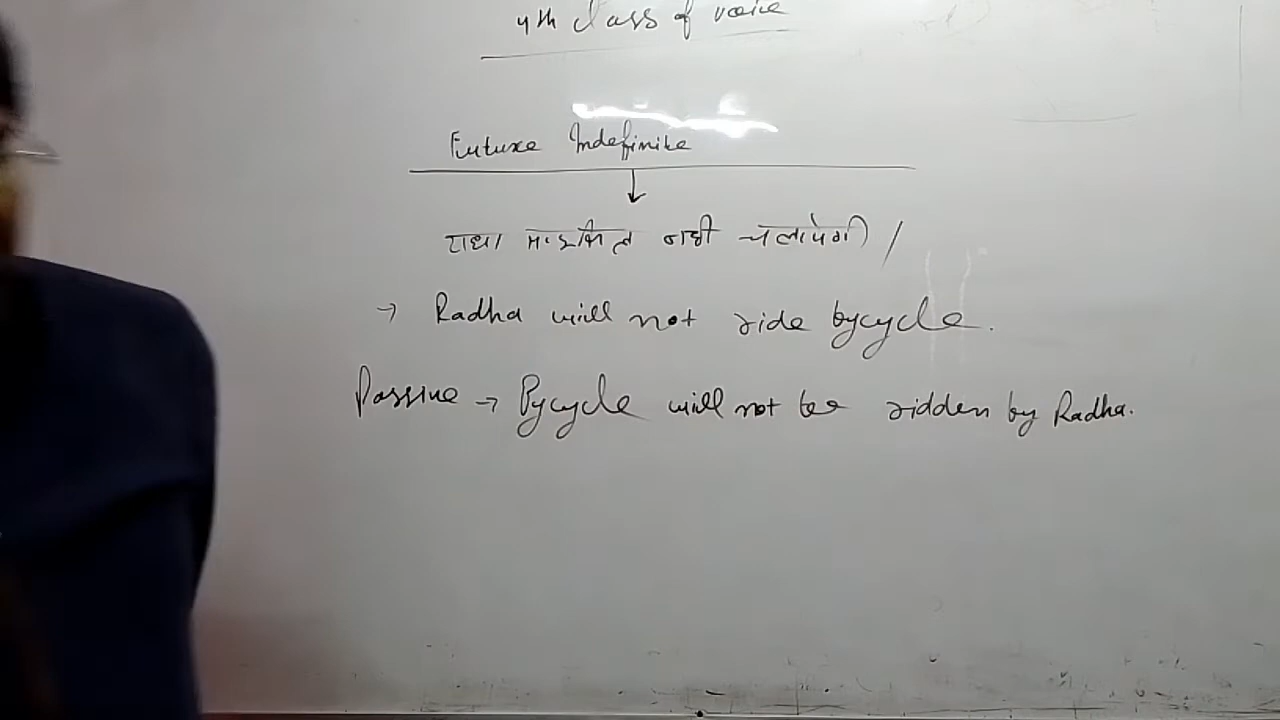 4th class of voice
Future Indefinite
राधा साइकिल नही चलायेगी /
→ Radha will not ride bycycle.
Passive → Bycycle will not be ridden by Radha.